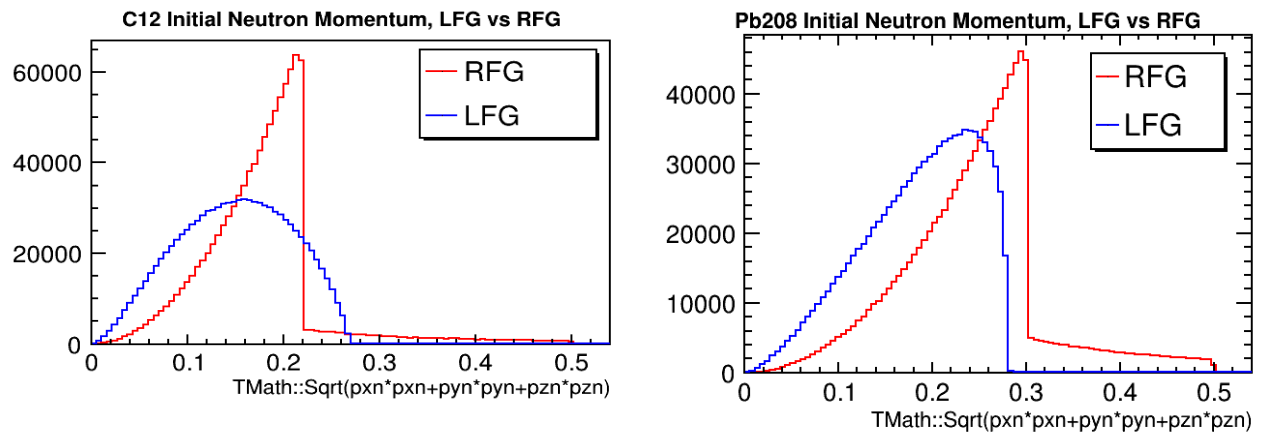 C12 Initial Neutron Momentum, LFG vs RFG
RFG
LFG
60000
40000
20000
0
0 0.1 0.2 0.3 0.4 0.5
TMath::Sqrt(pxn*pxn+pyn*pyn+pzn*pzn)
Pb208 Initial Neutron Momentum, LFG vs RFG
RFG
LFG
40000
30000
20000
10000
0
0 0.1 0.2 0.3 0.4 0.5
TMath::Sqrt(pxn*pxn+pyn*pyn+pzn*pzn)